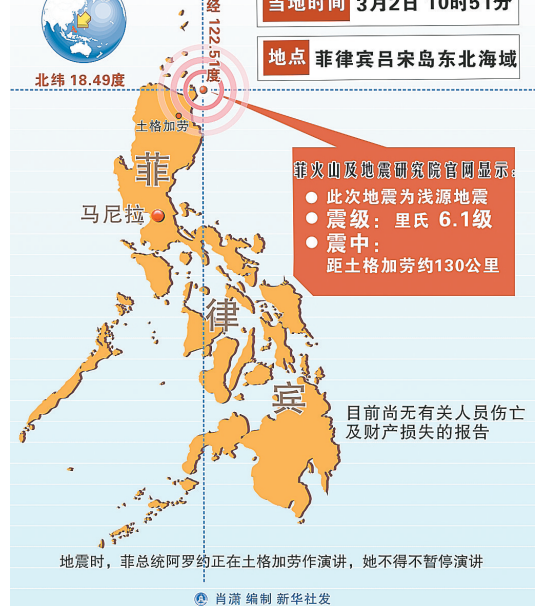 当地时间 3月2日 10时51分
经 122.51度
地点 菲律宾吕宋岛东北海域
北纬 18.49度
土格加劳
菲
马尼拉
菲火山及地震研究院官网显示：
● 此次地震为浅源地震
● 震级：里氏 6.1级
● 震中：
距土格加劳约130公里
律
宾
目前尚无有关人员伤亡
及财产损失的报告
地震时，菲总统阿罗约正在土格加劳作演讲，她不得不暂停演讲
肖潇 编制 新华社发